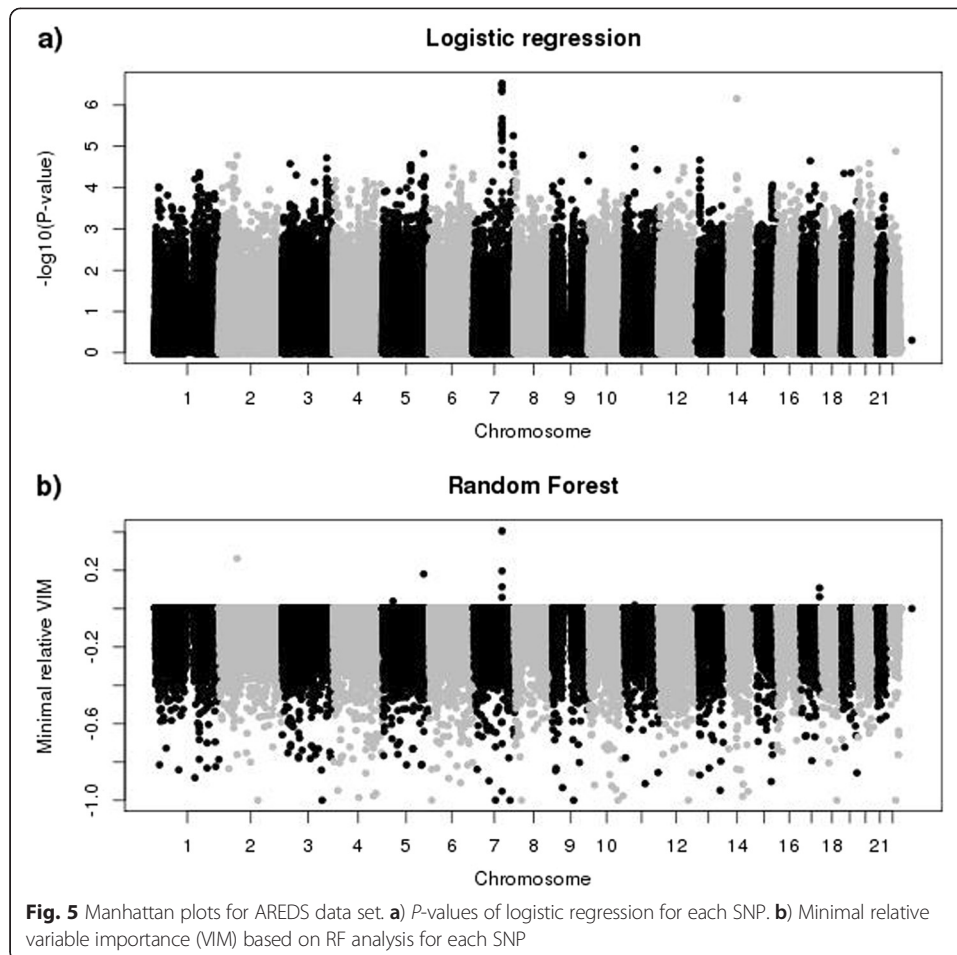 a)
Logistic regression
-log10(P-value)
6
5
4
3
2
1
0
1 2 3 4 5 6 7 8 9 10 12 14 16 18 21
Chromosome
b)
Random Forest
Minimal relative VIM
0.2
-0.2
-0.6
-1.0
1 2 3 4 5 6 7 8 9 10 12 14 16 18 21
Chromosome
Fig. 5 Manhattan plots for AREDS data set. a) P-values of logistic regression for each SNP. b) Minimal relative
variable importance (VIM) based on RF analysis for each SNP